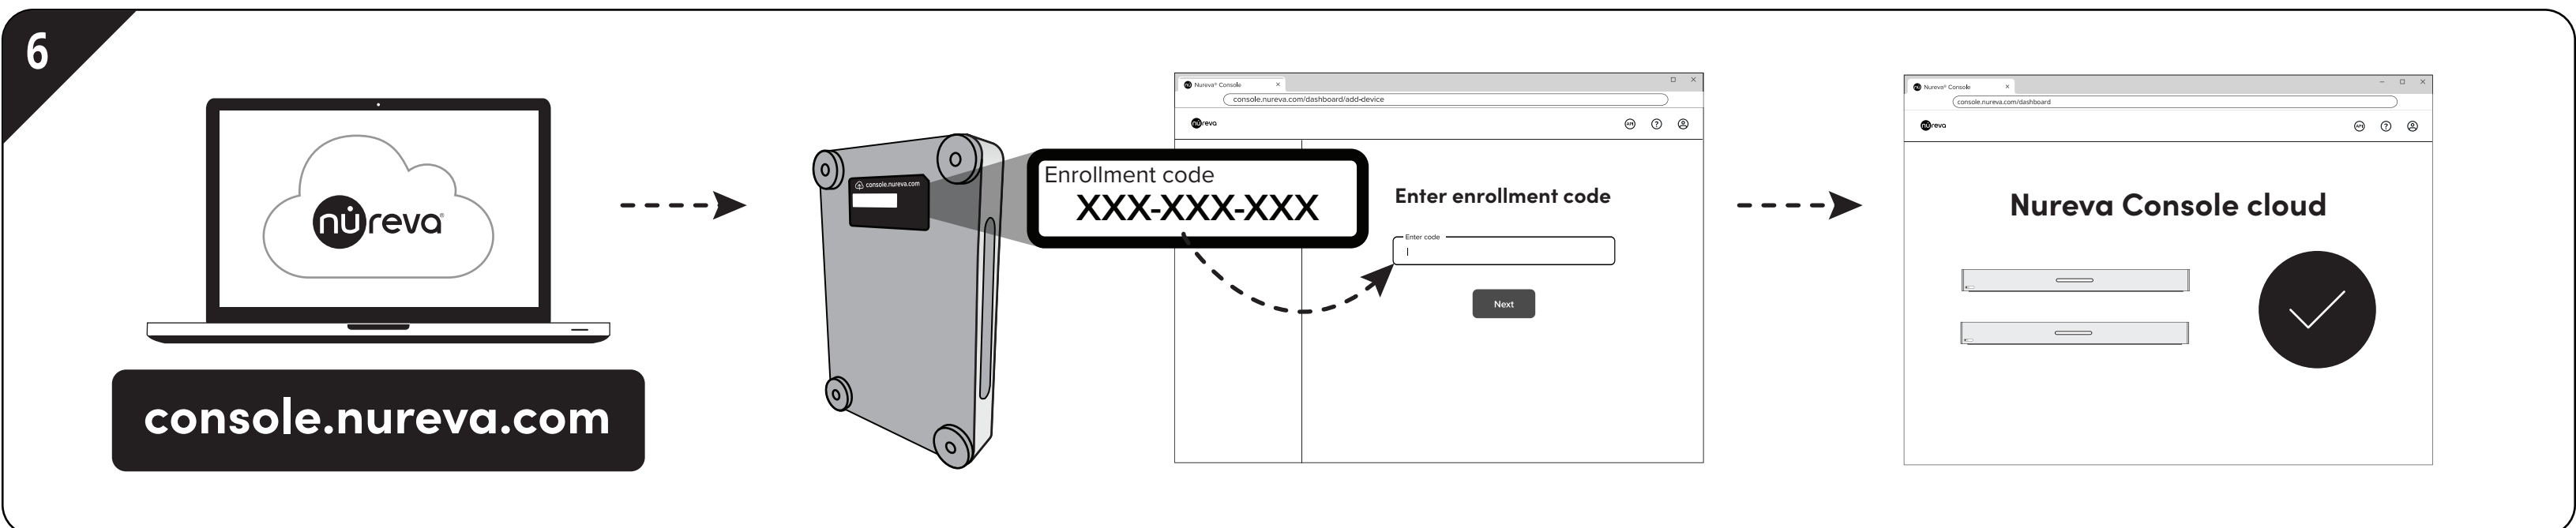 6
nureva®
console.nureva.com
console.nureva.com
Enrollment code
XXX-XXX-XXX
Nureva® Console
console.nureva.com/dashboard/add-device
nureva
API
?
Enter enrollment code
Enter code
Next
Nureva® Console
console.nureva.com/dashboard
nureva
API
?
Nureva Console cloud